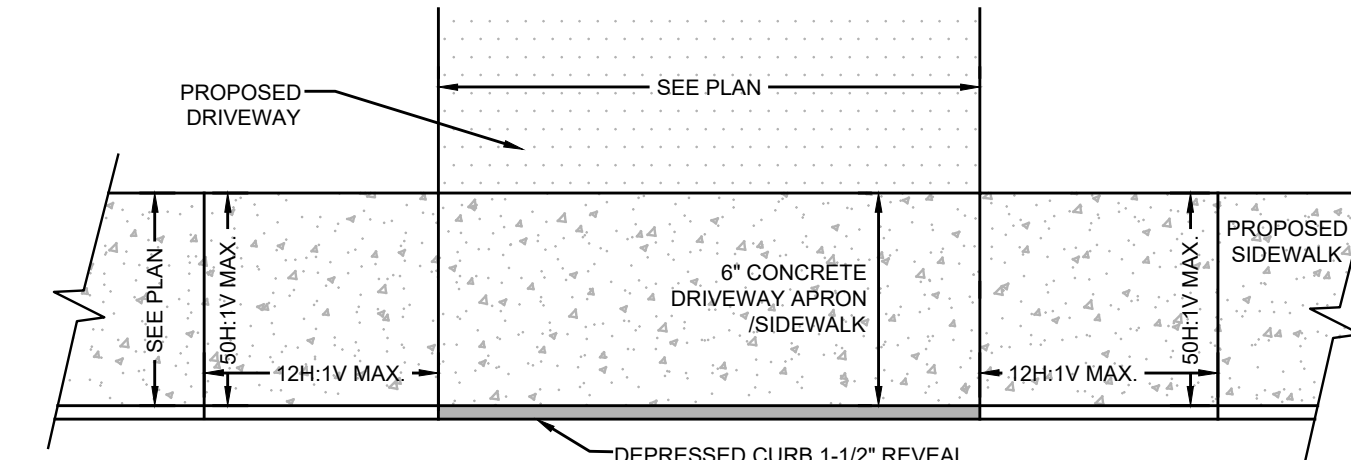 SEE PLAN
PROPOSED
DRIVEWAY
SEE PLAN
50H:1V MAX.
12H:1V MAX.
6" CONCRETE
DRIVEWAY APRON
/SIDEWALK
12H:1V MAX.
50H:1V MAX.
PROPOSED
SIDEWALK
DEPRESSED CURB 1-1/2" REVEAL